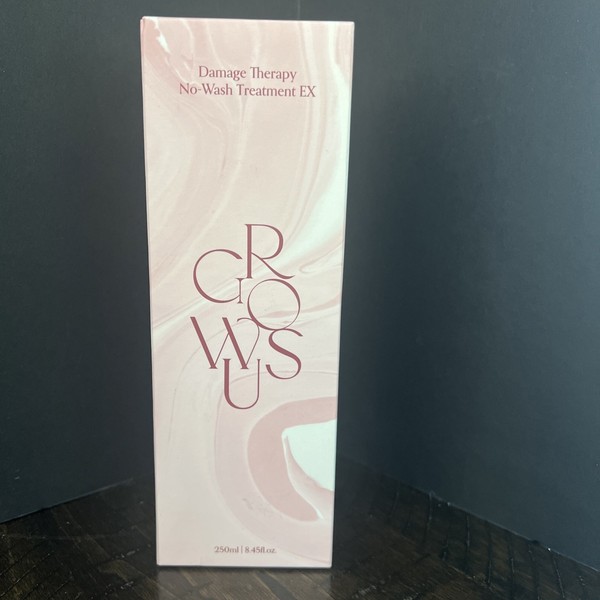 Damage Therapy
No-Wash Treatment EX
GROWUS
250ml | 8.45fl.oz.